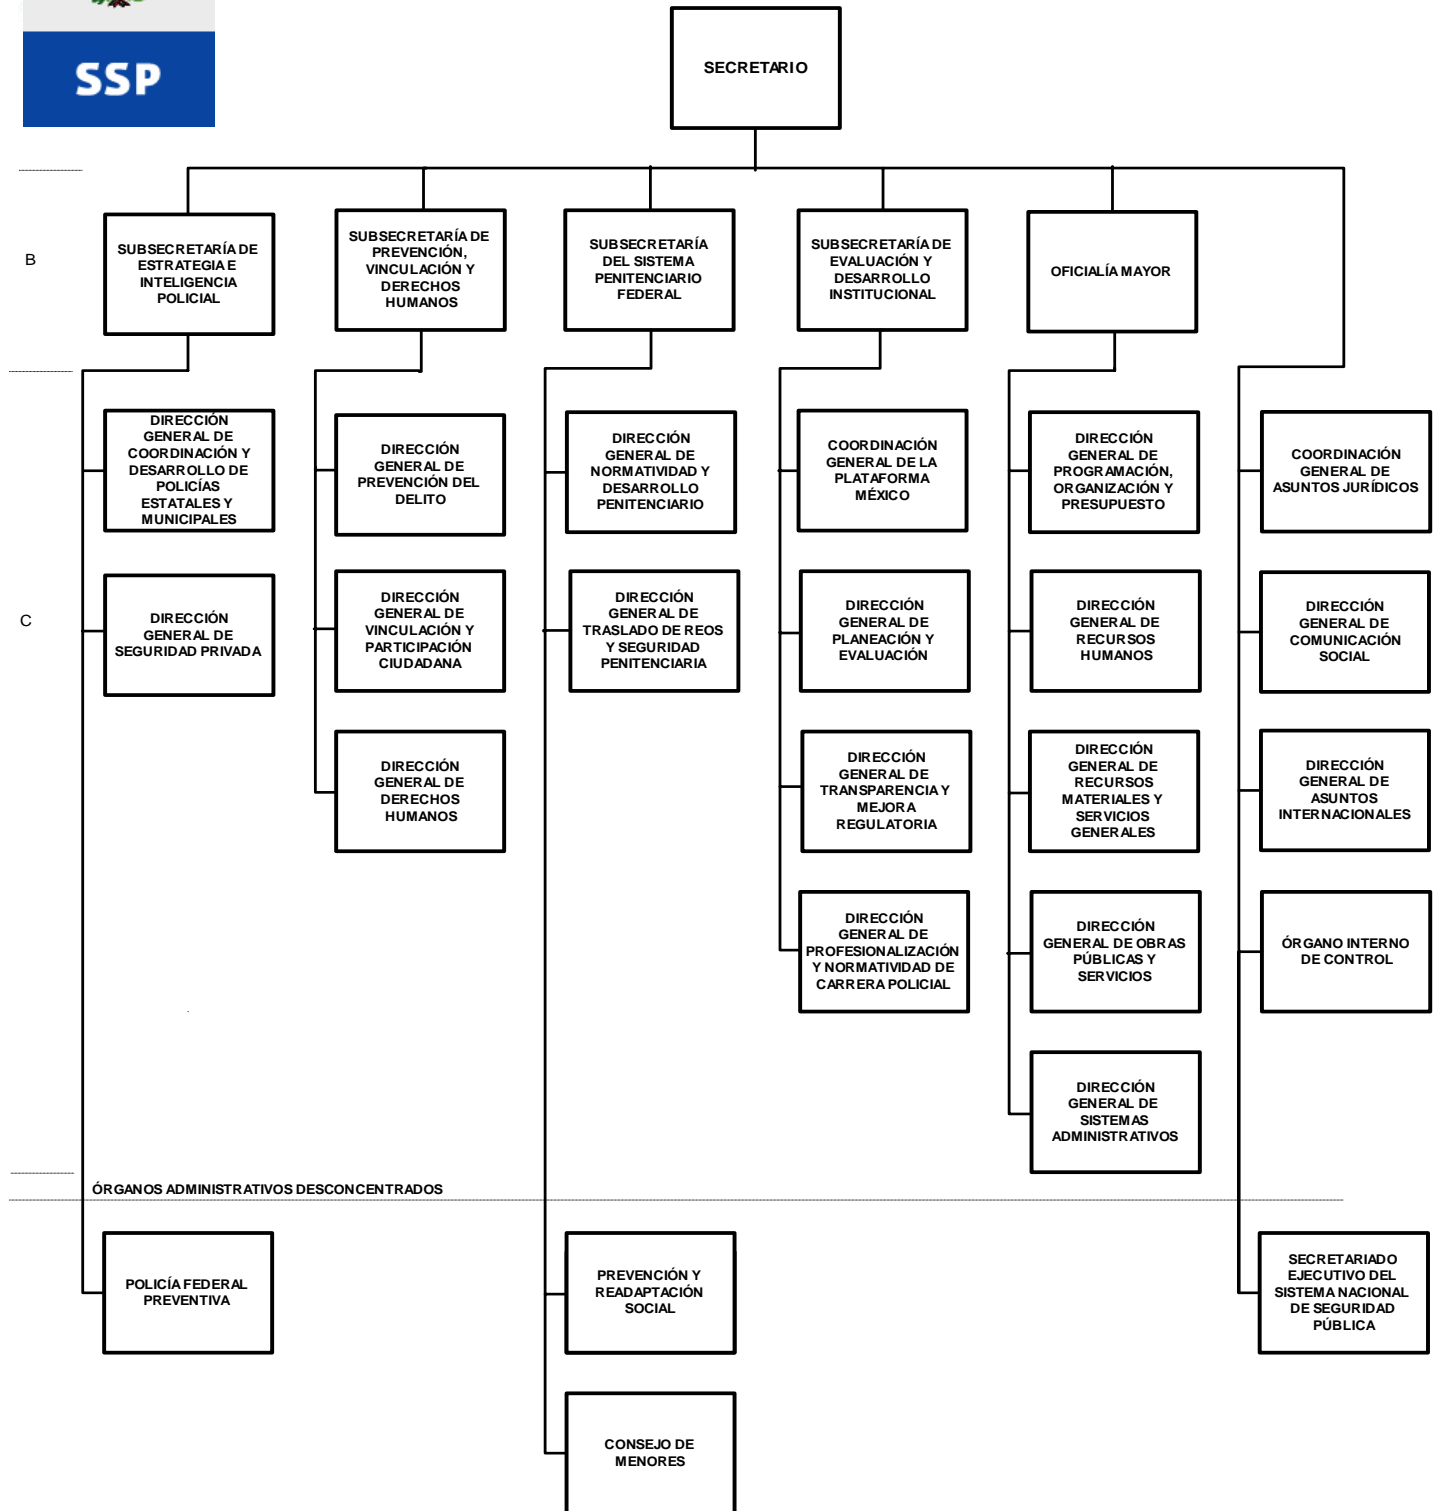 SSP
SECRETARIO
B
SUBSECRETARÍA DE
ESTRATEGIA E
INTELIGENCIA
POLICIAL
SUBSECRETARÍA DE
PREVENCIÓN,
VINCULACIÓN Y
DERECHOS
HUMANOS
SUBSECRETARÍA
DEL SISTEMA
PENITENCIARIO
FEDERAL
SUBSECRETARÍA DE
EVALUACIÓN Y
DESARROLLO
INSTITUCIONAL
OFICIALÍA MAYOR
C
DIRECCIÓN
GENERAL DE
COORDINACIÓN Y
DESARROLLO DE
POLICÍAS
ESTATALES Y
MUNICIPALES
DIRECCIÓN
GENERAL DE
PREVENCIÓN DEL
DELITO
DIRECCIÓN
GENERAL DE
NORMATIVIDAD Y
DESARROLLO
PENITENCIARIO
COORDINACIÓN
GENERAL DE LA
PLATAFORMA
MÉXICO
DIRECCIÓN
GENERAL DE
PROGRAMACIÓN,
ORGANIZACIÓN Y
PRESUPUESTO
COORDINACIÓN
GENERAL DE
ASUNTOS JURÍDICOS
DIRECCIÓN
GENERAL DE
SEGURIDAD PRIVADA
DIRECCIÓN
GENERAL DE
VINCULACIÓN Y
PARTICIPACIÓN
CIUDADANA
DIRECCIÓN
GENERAL DE
TRASLADO DE REOS
Y SEGURIDAD
PENITENCIARIA
DIRECCIÓN
GENERAL DE
PLANEACIÓN Y
EVALUACIÓN
DIRECCIÓN
GENERAL DE
RECURSOS
HUMANOS
DIRECCIÓN
GENERAL DE
COMUNICACIÓN
SOCIAL
DIRECCIÓN
GENERAL DE
DERECHOS
HUMANOS
DIRECCIÓN
GENERAL DE
TRANSPARENCIA Y
MEJORA
REGULATORIA
DIRECCIÓN
GENERAL DE
RECURSOS
MATERIALES Y
SERVICIOS
GENERALES
DIRECCIÓN
GENERAL DE
ASUNTOS
INTERNACIONALES
DIRECCIÓN
GENERAL DE
PROFESIONALIZACIÓN
Y NORMATIVIDAD DE
CARRERA POLICIAL
DIRECCIÓN
GENERAL DE OBRAS
PÚBLICAS Y
SERVICIOS
ÓRGANO INTERNO
DE CONTROL
DIRECCIÓN
GENERAL DE
SISTEMAS
ADMINISTRATIVOS
ÓRGANOS ADMINISTRATIVOS DESCONCENTRADOS
POLICÍA FEDERAL
PREVENTIVA
PREVENCIÓN Y
READAPTACIÓN
SOCIAL
SECRETARIADO
EJECUTIVO DEL
SISTEMA NACIONAL
DE SEGURIDAD
PÚBLICA
CONSEJO DE
MENORES